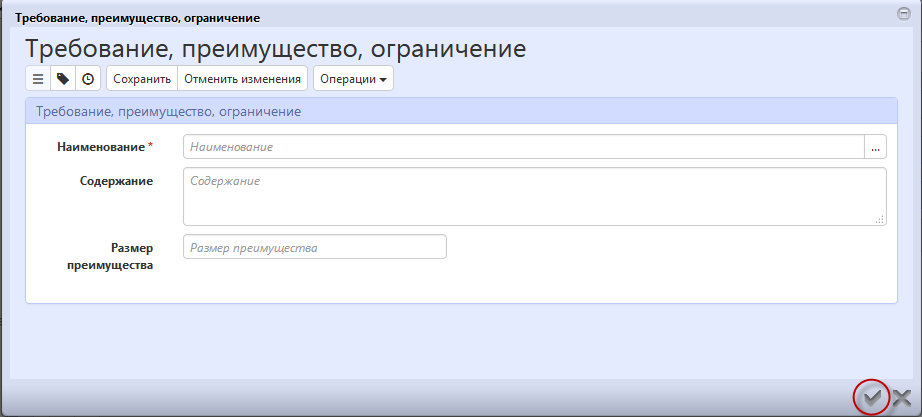 Требование, преимущество, ограничение
Требование, преимущество, ограничение
Сохранить Отменить изменения Операции
Требование, преимущество, ограничение
Наименование * Наименование ...
Содержание Содержание
Размер преимущества Размер преимущества